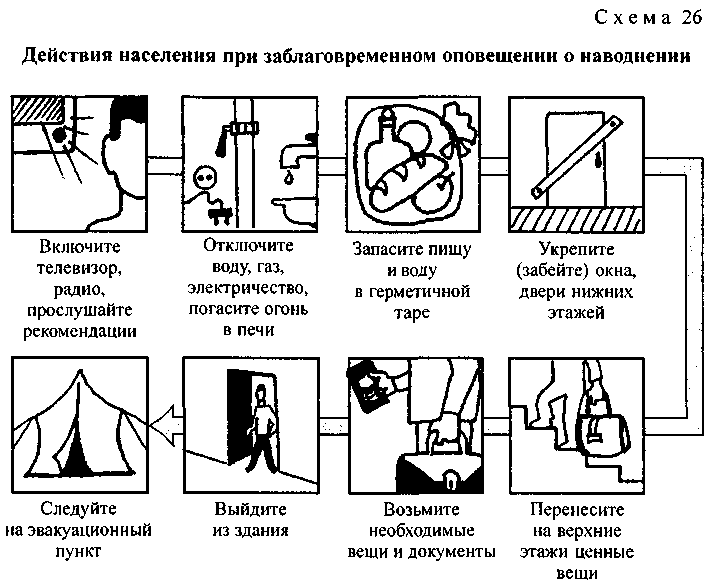 Схема 26
Действия населения при заблаговременном оповещении о наводнении
Включите
телевизор,
радио,
прослушайте
рекомендации
Отключите
воду, газ,
электричество,
погасите огонь
в печи
Запасите пищу
и воду
в герметичной
таре
Укрепите
(забейте) окна,
двери нижних
этажей
Перенесите
на верхние
этажи ценные
вещи
Возьмите
необходимые
вещи и документы
Выйдите
из здания
Следуйте
на эвакуационный
пункт